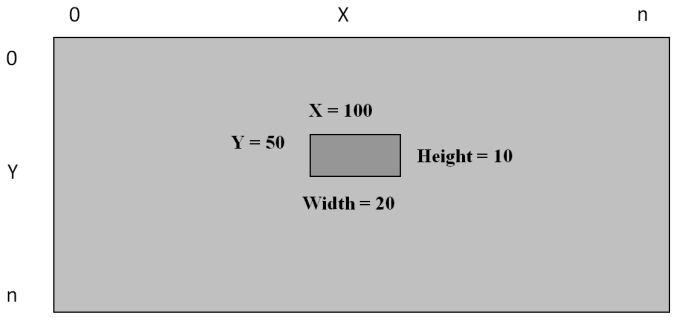 0 X n
0
X = 100
Y = 50
Height = 10
Y
Width = 20
n